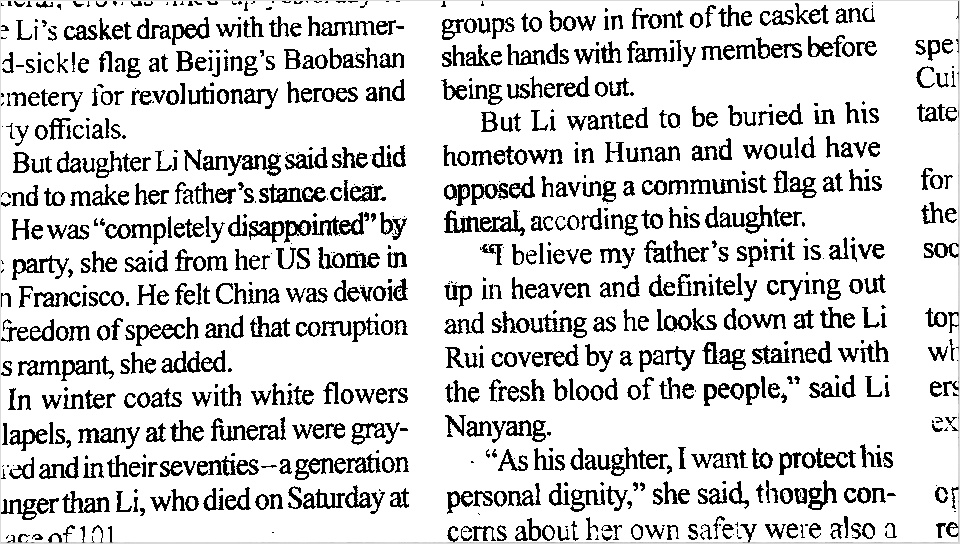 Li's casket draped with the hammer-
d-sickle flag at Beijing's Baobashan
metery for revolutionary heroes and
ty officials.
But daughter Li Nanyang said she did
end to make her father's stance clear.
He was "completely disappointed" by
party, she said from her US home in
n Francisco. He felt China was devoid
freedom of speech and that corruption
s rampant, she added.
In winter coats with white flowers
lapels, many at the funeral were gray-
red and in their seventies – a generation
unger than Li, who died on Saturday at
age of 101
groups to bow in front of the casket and
shake hands with family members before
being ushered out.
But Li wanted to be buried in his
hometown in Hunan and would have
opposed having a communist flag at his
funeral, according to his daughter.
"I believe my father's spirit is alive
up in heaven and definitely crying out
and shouting as he looks down at the Li
Rui covered by a party flag stained with
the fresh blood of the people," said Li
Nanyang.
"As his daughter, I want to protect his
personal dignity," she said, though con-
cerns about her own safety were also a
spe
Cui
tate
for
the
soc
top
wh
ers
ex
op
re